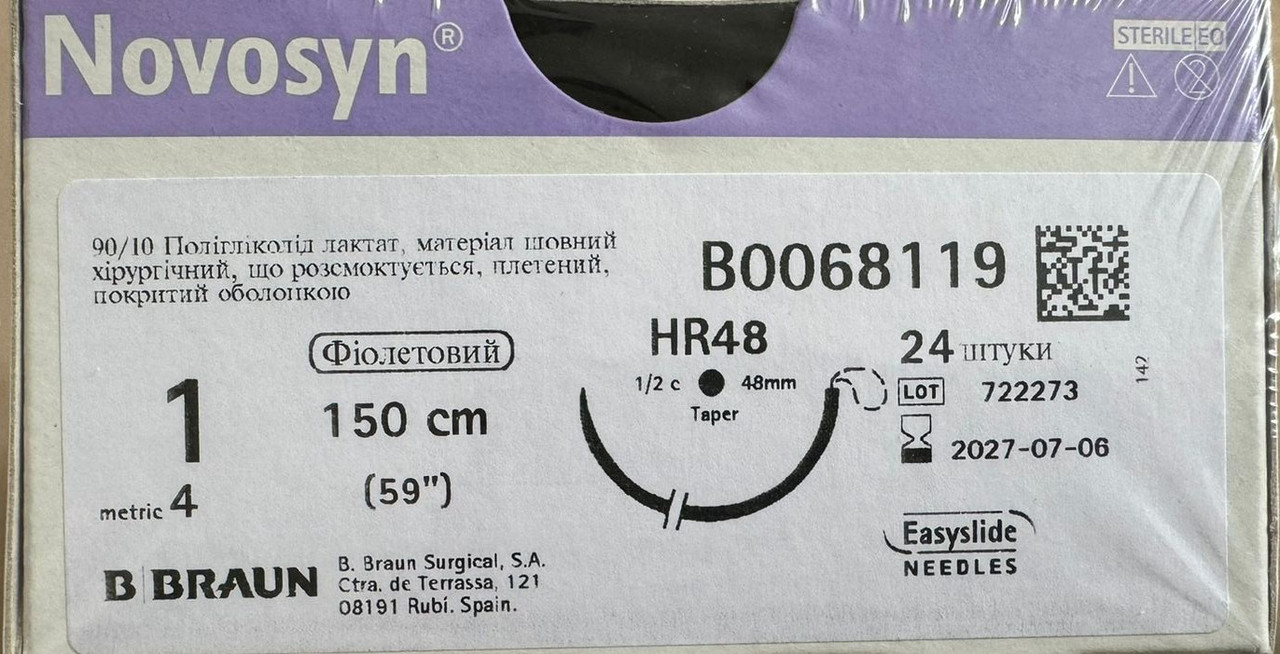 Novosyn®
STERILE EO
2
90/10 Полігліколід лактат, матеріал шовний
хірургічний, що розсмоктується, плетений,
покритий оболонкою
B0068119
Фіолетовий
HR48
1/2 c 48mm
Taper
24 штуки
142
LOT 722273
2027-07-06
1
150 cm
(59")
metric 4
Easyslide
NEEDLES
B BRAUN
B. Braun Surgical, S.A.
Ctra. de Terrassa, 121
08191 Rubí. Spain.